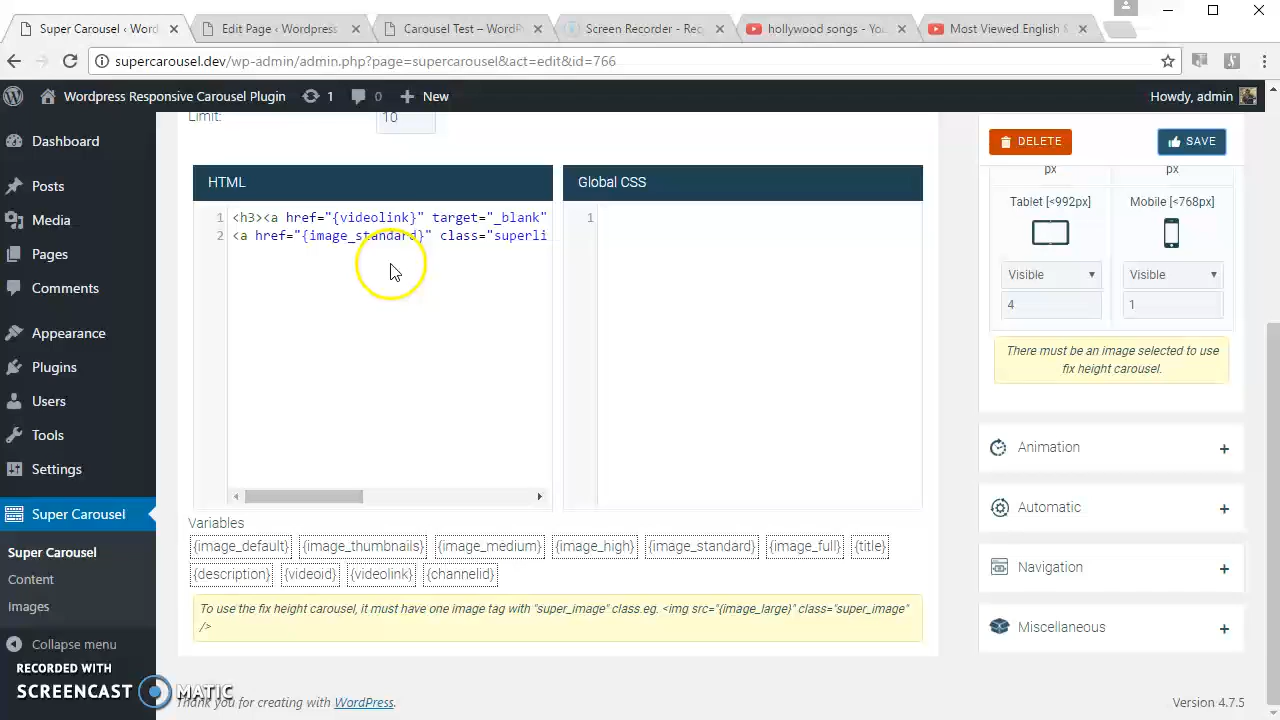 Super Carousel ‹ Word
Edit Page ‹ Wordpress
Carousel Test – WordP
Screen Recorder - Rec
hollywood songs - You
Most Viewed English &
supercarousel.dev/wp-admin/admin.php?page=supercarousel&act=edit&id=766
Wordpress Responsive Carousel Plugin
1
0
New
Howdy, admin
Dashboard
Posts
Media
Pages
Comments
Appearance
Plugins
Users
Tools
Settings
Super Carousel
Super Carousel
Content
Images
Collapse menu
Limit:
10
HTML
1 <h3><a href="{videolink}" target="_blank"
2 <a href="{image_standard}" class="superli
Global CSS
1
Variables
{image_default} {image_thumbnails} {image_medium} {image_high} {image_standard} {image_full} {title}
{description} {videoid} {videolink} {channelid}
To use the fix height carousel, it must have one image tag with "super_image" class.eg. <img src="{image_large}" class="super_image"
/>
DELETE
SAVE
px
px
Tablet [<992px]
Mobile [<768px]
Visible
Visible
4
1
There must be an image selected to use
fix height carousel.
Animation
Automatic
Navigation
Miscellaneous
RECORDED WITH
SCREENCAST MATIC
Thank you for creating with WordPress.
Version 4.7.5